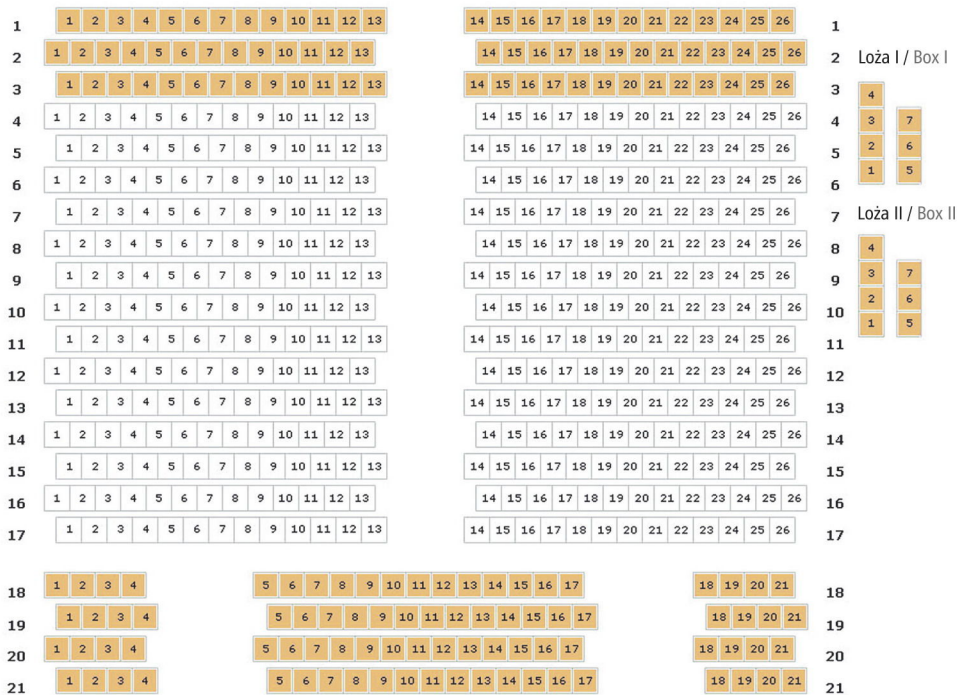 1 1 2 3 4 5 6 7 8 9 10 11 12 13 14 15 16 17 18 19 20 21 22 23 24 25 26 1
2 1 2 3 4 5 6 7 8 9 10 11 12 13 14 15 16 17 18 19 20 21 22 23 24 25 26 2
Loża I / Box I
3 1 2 3 4 5 6 7 8 9 10 11 12 13 14 15 16 17 18 19 20 21 22 23 24 25 26 3
4
4 1 2 3 4 5 6 7 8 9 10 11 12 13 14 15 16 17 18 19 20 21 22 23 24 25 26 4
3 7
5 1 2 3 4 5 6 7 8 9 10 11 12 13 14 15 16 17 18 19 20 21 22 23 24 25 26 5
2 6
6 1 2 3 4 5 6 7 8 9 10 11 12 13 14 15 16 17 18 19 20 21 22 23 24 25 26 6
1 5
7 1 2 3 4 5 6 7 8 9 10 11 12 13 14 15 16 17 18 19 20 21 22 23 24 25 26 7
Loża II / Box II
8 1 2 3 4 5 6 7 8 9 10 11 12 13 14 15 16 17 18 19 20 21 22 23 24 25 26 8
4
9 1 2 3 4 5 6 7 8 9 10 11 12 13 14 15 16 17 18 19 20 21 22 23 24 25 26 9
3 7
10 1 2 3 4 5 6 7 8 9 10 11 12 13 14 15 16 17 18 19 20 21 22 23 24 25 26 10
2 6
11 1 2 3 4 5 6 7 8 9 10 11 12 13 14 15 16 17 18 19 20 21 22 23 24 25 26 11
1 5
12 1 2 3 4 5 6 7 8 9 10 11 12 13 14 15 16 17 18 19 20 21 22 23 24 25 26 12
13 1 2 3 4 5 6 7 8 9 10 11 12 13 14 15 16 17 18 19 20 21 22 23 24 25 26 13
14 1 2 3 4 5 6 7 8 9 10 11 12 13 14 15 16 17 18 19 20 21 22 23 24 25 26 14
15 1 2 3 4 5 6 7 8 9 10 11 12 13 14 15 16 17 18 19 20 21 22 23 24 25 26 15
16 1 2 3 4 5 6 7 8 9 10 11 12 13 14 15 16 17 18 19 20 21 22 23 24 25 26 16
17 1 2 3 4 5 6 7 8 9 10 11 12 13 14 15 16 17 18 19 20 21 22 23 24 25 26 17
18 1 2 3 4 5 6 7 8 9 10 11 12 13 14 15 16 17 18 19 20 21 18
19 1 2 3 4 5 6 7 8 9 10 11 12 13 14 15 16 17 18 19 20 21 19
20 1 2 3 4 5 6 7 8 9 10 11 12 13 14 15 16 17 18 19 20 21 20
21 1 2 3 4 5 6 7 8 9 10 11 12 13 14 15 16 17 18 19 20 21 21